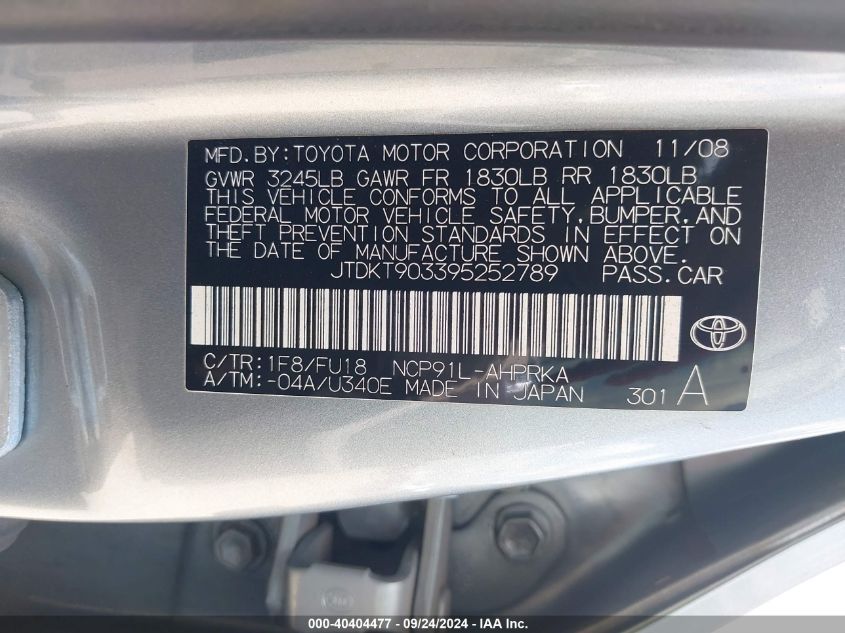 MFD.BY:TOYOTA MOTOR CORPORATION 11/08
GVWR 3245LB GAWR FR 1830LB RR 1830LB
THIS VEHICLE CONFORMS TO ALL APPLICABLE
FEDERAL MOTOR VEHICLE SAFETY,BUMPER,AND
THEFT PREVENTION STANDARDS IN EFFECT ON
THE DATE OF MANUFACTURE SHOWN ABOVE.
JTDKT903395252789 PASS.CAR
C/TR:1F8/FU18 NCP91L-AHPRKA
A/TM:-04A/U340E MADE IN JAPAN 301 A
000-40404477 - 09/24/2024 - IAAI.COM